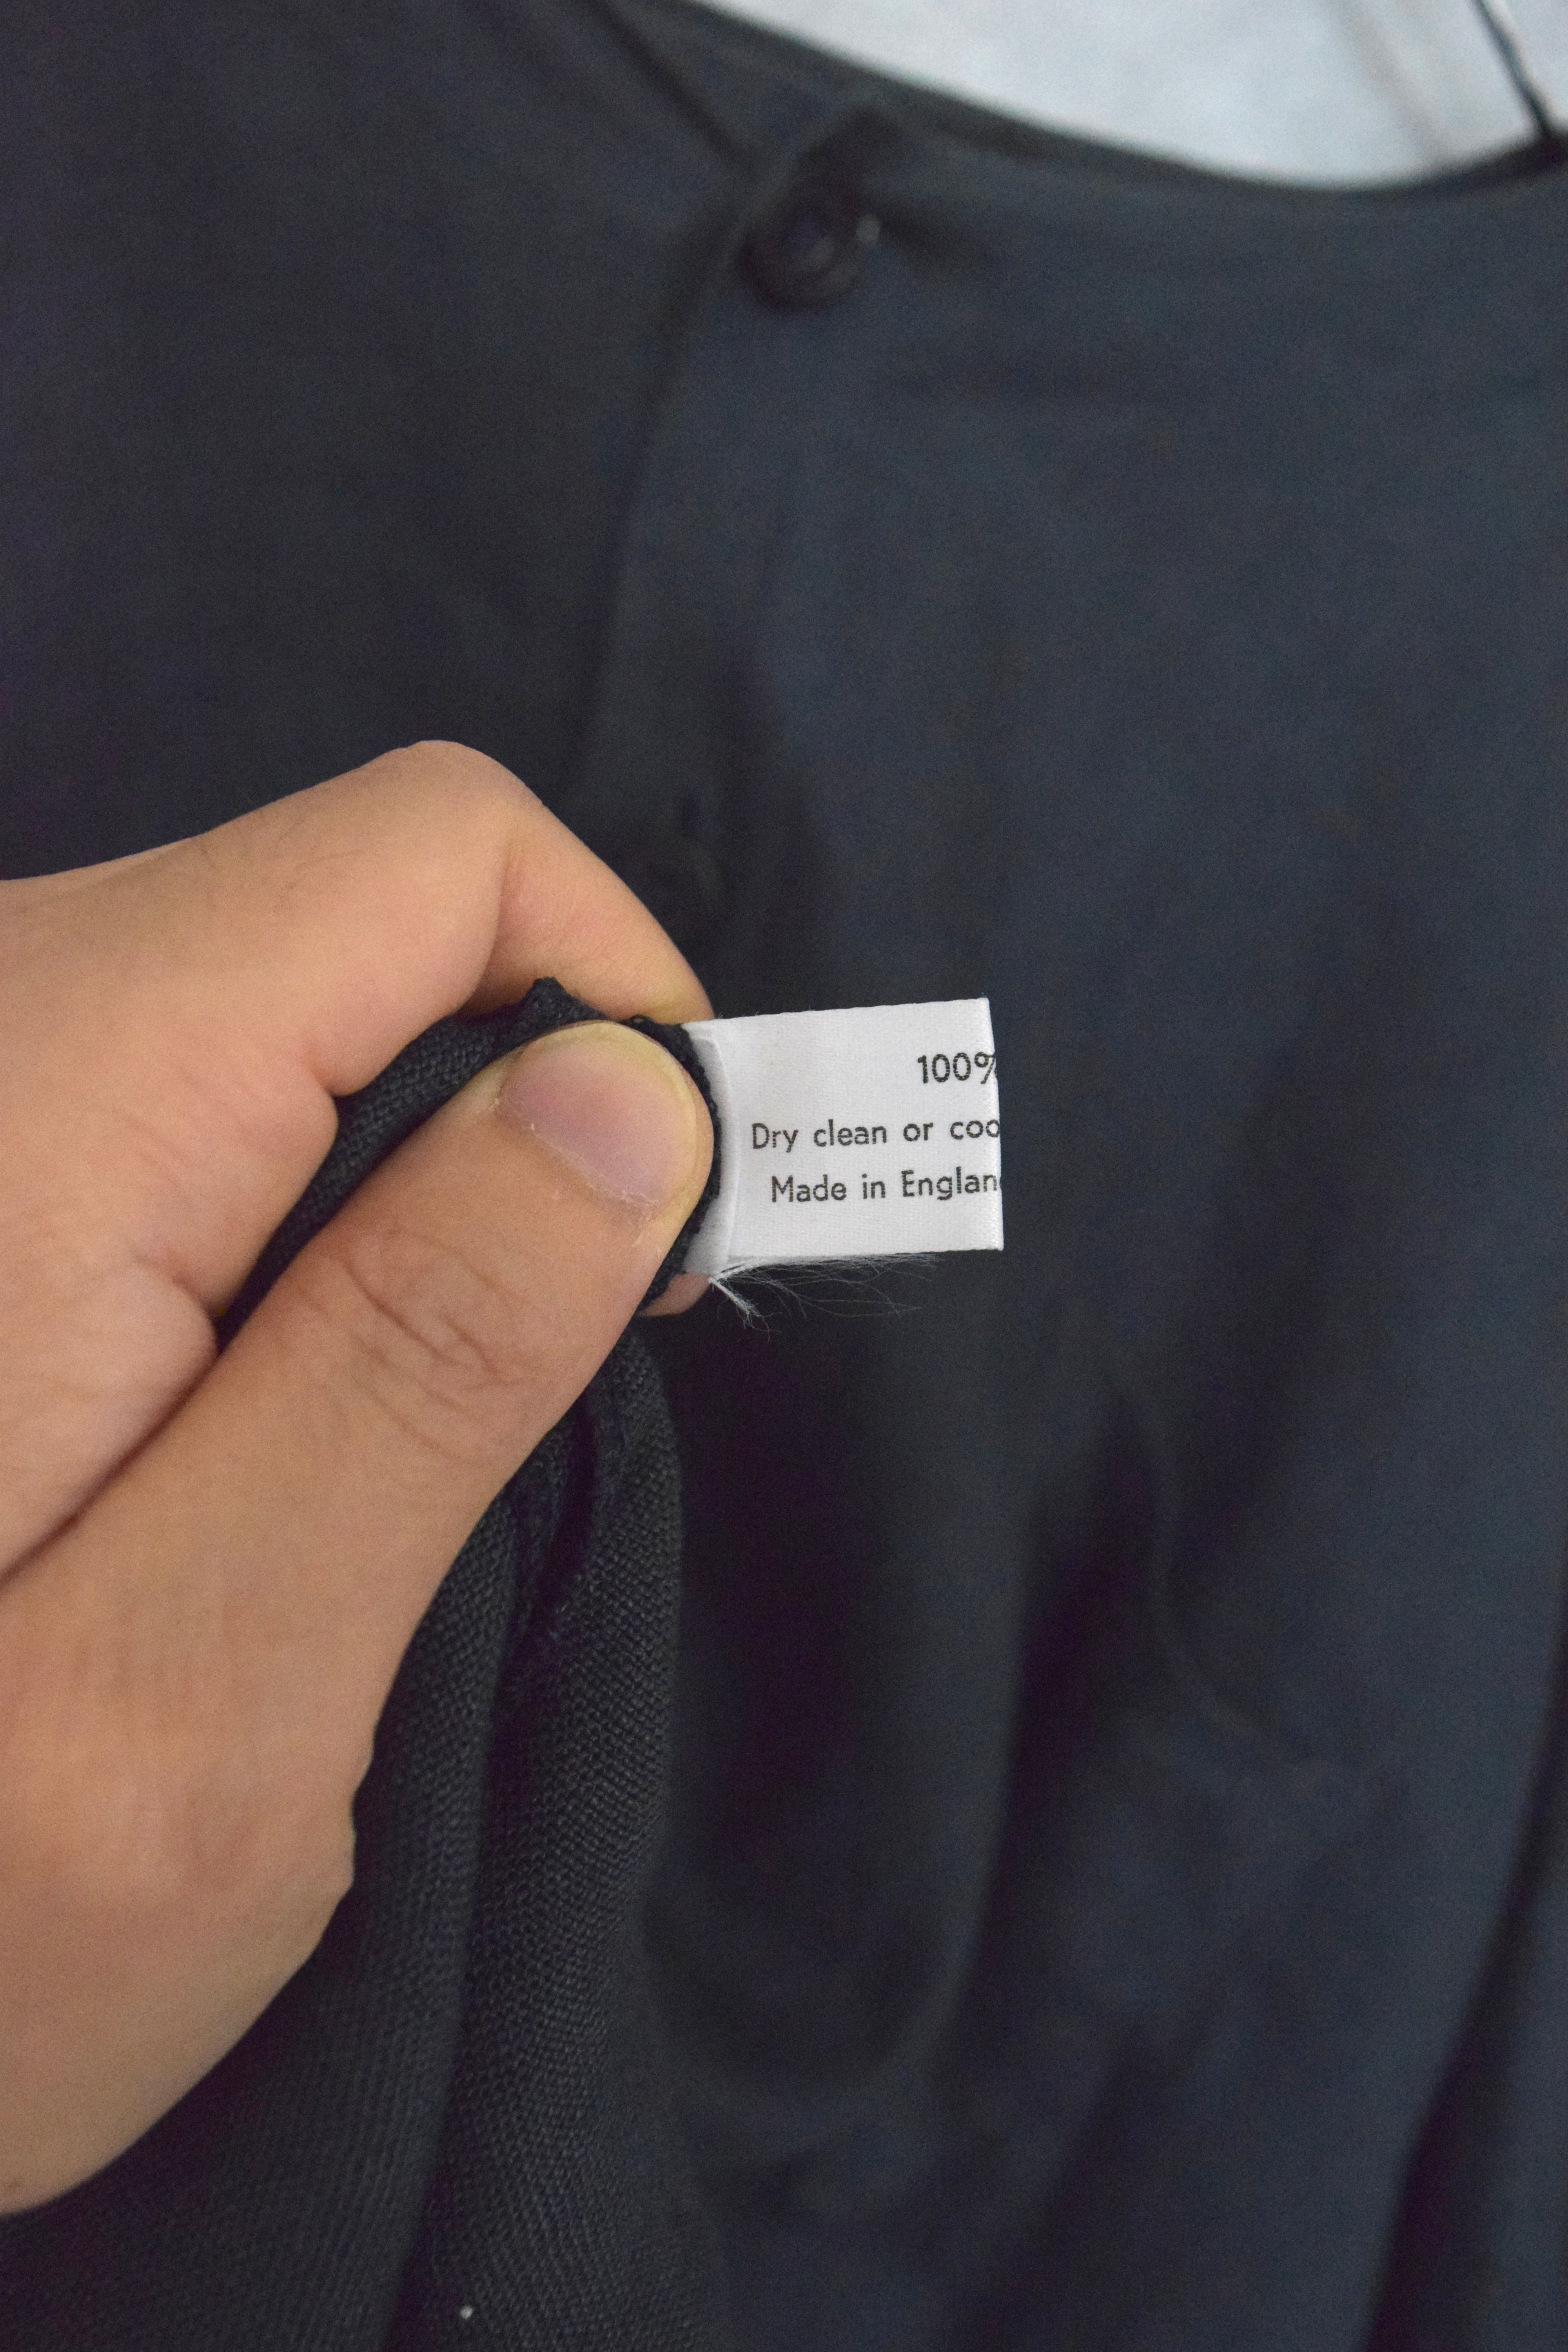 100%
Dry clean or coo
Made in Englan